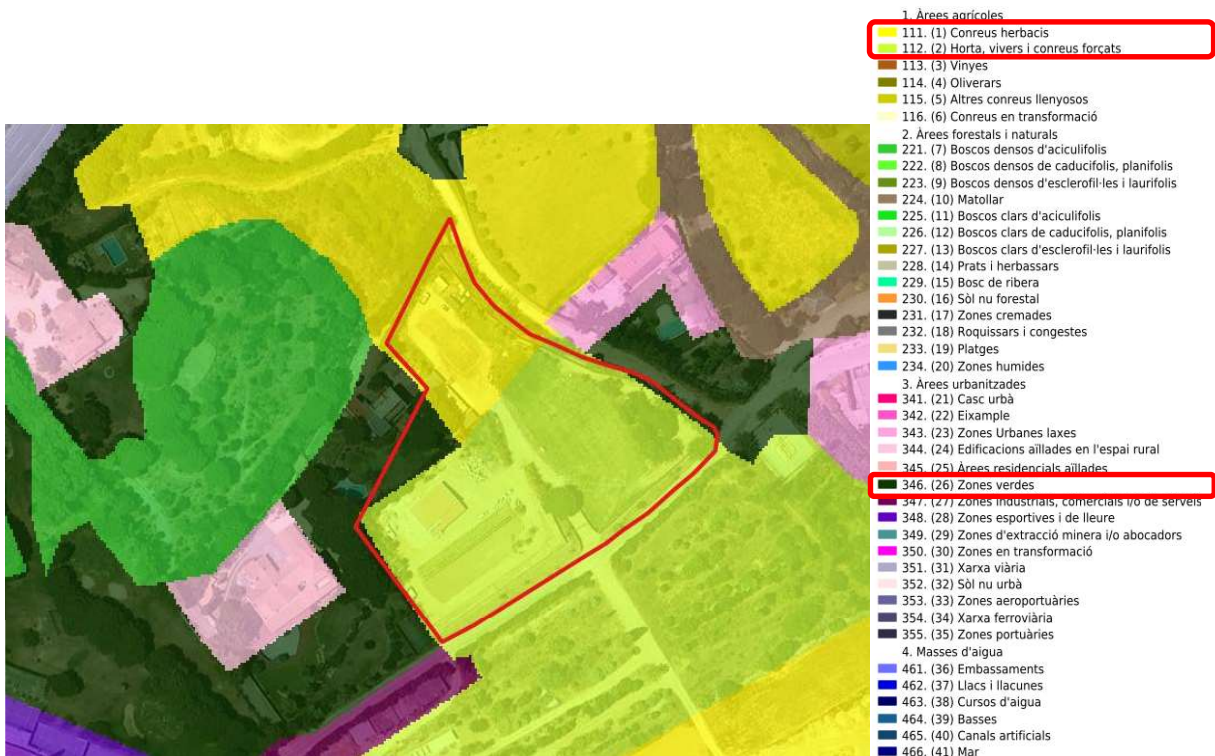 1. Àrees agrícoles
111. (1) Conreus herbacis
112. (2) Horta, vivers i conreus forçats
113. (3) Vinyes
114. (4) Oliverars
115. (5) Altres conreus llenyosos
116. (6) Conreus en transformació
2. Àrees forestals i naturals
221. (7) Boscos densos d'aciculifolis
222. (8) Boscos densos de caducifolis, planifolis
223. (9) Boscos densos d'esclerofil·les i laurifolis
224. (10) Matollar
225. (11) Boscos clars d'aciculifolis
226. (12) Boscos clars de caducifolis, planifolis
227. (13) Boscos clars d'esclerofil·les i laurifolis
228. (14) Prats i herbassars
229. (15) Bosc de ribera
230. (16) Sòl nu forestal
231. (17) Zones cremades
232. (18) Roquissars i congestes
233. (19) Platges
234. (20) Zones humides
3. Àrees urbanitzades
341. (21) Casc urbà
342. (22) Eixample
343. (23) Zones Urbanes laxes
344. (24) Edificacions aïllades en l'espai rural
345. (25) Àrees residencials aïllades
346. (26) Zones verdes
347. (27) Zones industrials, comercials i/o de serveis
348. (28) Zones esportives i de lleure
349. (29) Zones d'extracció minera i/o abocadors
350. (30) Zones en transformació
351. (31) Xarxa viària
352. (32) Sòl nu urbà
353. (33) Zones aeroportuàries
354. (34) Xarxa ferroviària
355. (35) Zones portuàries
4. Masses d'aigua
461. (36) Embassaments
462. (37) Llacs i llacunes
463. (38) Cursos d'aigua
464. (39) Basses
465. (40) Canals artificials
466. (41) Mar